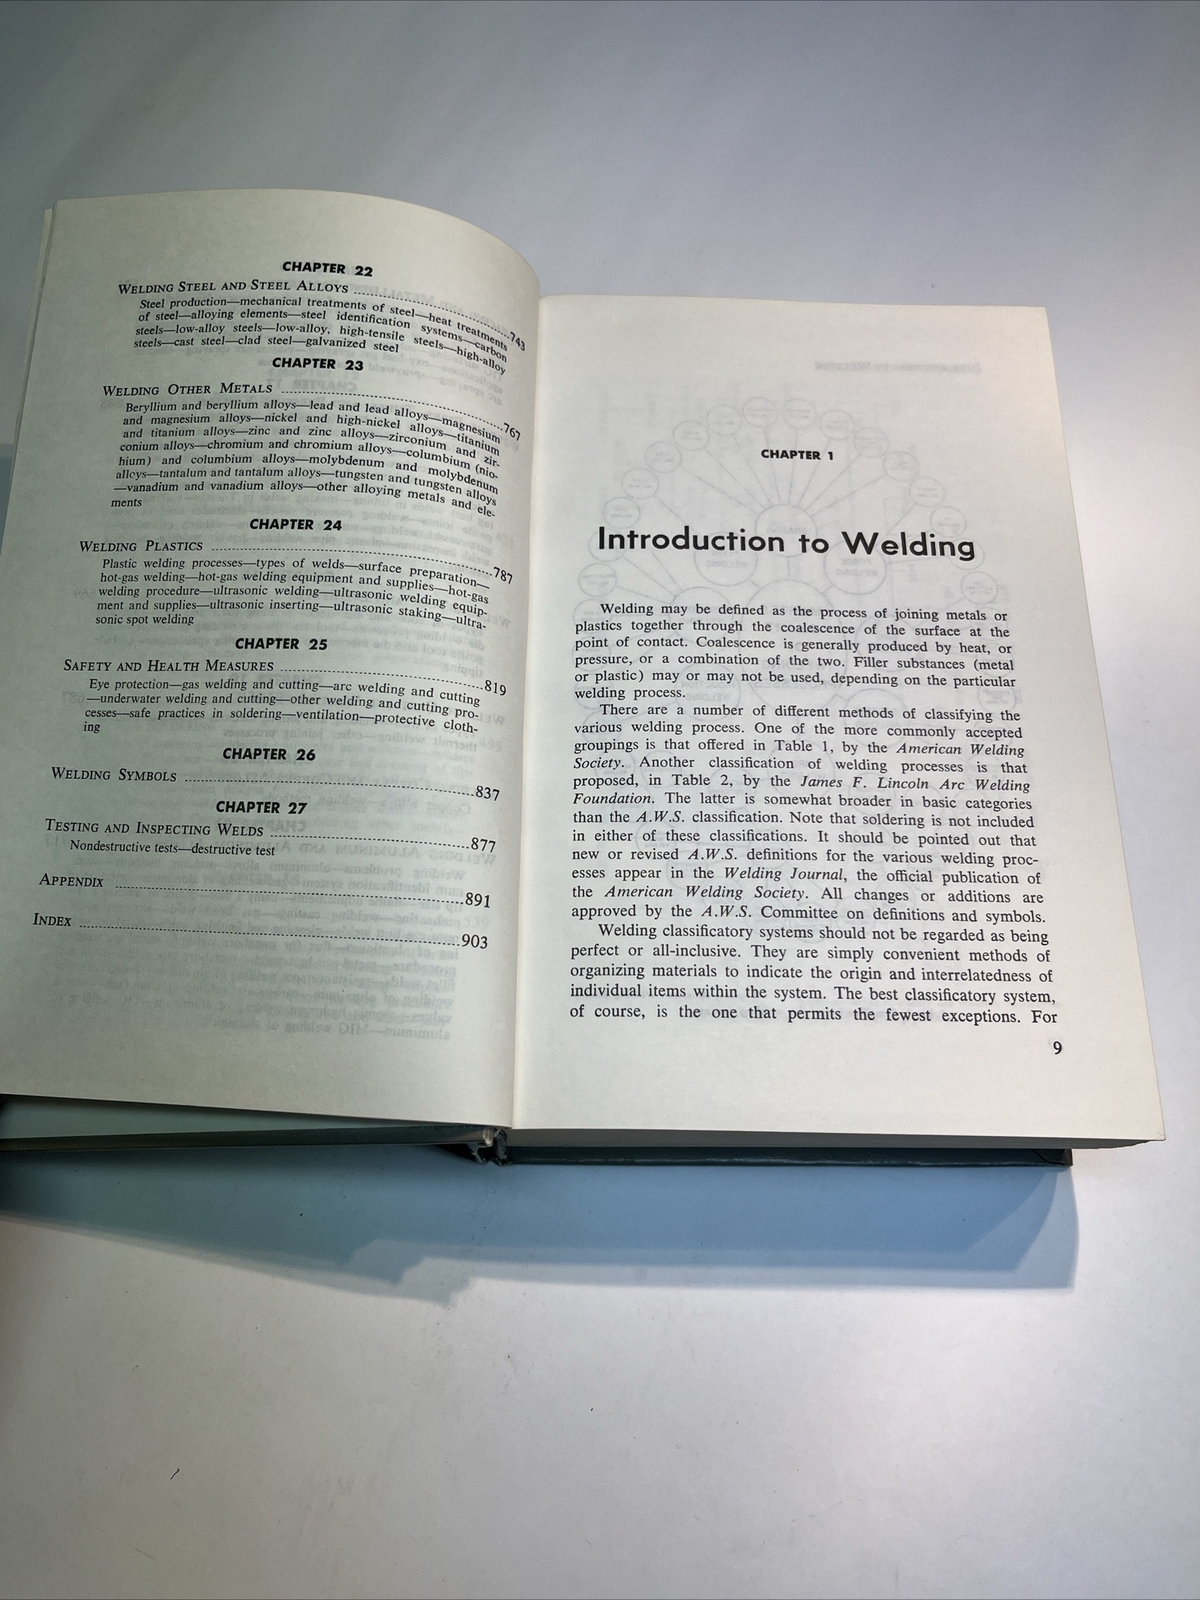 CHAPTER 22
WELDING STEEL AND STEEL ALLOYS ........................743
Steel production—mechanical treatments of steel—heat treatments
of steel—alloying elements—steel identification systems—carbon
steels—low-alloy steels—low-alloy, high-tensile steels—high-alloy
steels—cast steel—clad steel—galvanized steel
CHAPTER 23
WELDING OTHER METALS ........................767
Beryllium and beryllium alloys—lead and lead alloys—magnesium
and magnesium alloys—nickel and high-nickel alloys—titanium
and titanium alloys—zinc and zinc alloys—zirconium and zir-
conium alloys—chromium and chromium alloys—columbium (nio-
hium) and columbium alloys—molybdenum and molybdenum
alloys—tantalum and tantalum alloys—tungsten and tungsten alloys
—vanadium and vanadium alloys—other alloying metals and ele-
ments
CHAPTER 24
WELDING PLASTICS ........................787
Plastic welding processes—types of welds—surface preparation—
hot-gas welding—hot-gas welding equipment and supplies—hot-gas
welding procedure—ultrasonic welding—ultrasonic welding equip-
ment and supplies—ultrasonic inserting—ultrasonic staking—ultra-
sonic spot welding
CHAPTER 25
SAFETY AND HEALTH MEASURES ........................819
Eye protection—gas welding and cutting—arc welding and cutting
—underwater welding and cutting—other welding and cutting pro-
cesses—safe practices in soldering—ventilation—protective cloth-
ing
CHAPTER 26
WELDING SYMBOLS ........................837
CHAPTER 27
TESTING AND INSPECTING WELDS ........................877
Nondestructive tests—destructive test
APPENDIX ........................891
INDEX ........................903
CHAPTER 1
Introduction to Welding
Welding may be defined as the process of joining metals or
plastics together through the coalescence of the surface at the
point of contact. Coalescence is generally produced by heat, or
pressure, or a combination of the two. Filler substances (metal
or plastic) may or may not be used, depending on the particular
welding process.
There are a number of different methods of classifying the
various welding process. One of the more commonly accepted
groupings is that offered in Table 1, by the American Welding
Society. Another classification of welding processes is that
proposed, in Table 2, by the James F. Lincoln Arc Welding
Foundation. The latter is somewhat broader in basic categories
than the A.W.S. classification. Note that soldering is not included
in either of these classifications. It should be pointed out that
new or revised A.W.S. definitions for the various welding proc-
esses appear in the Welding Journal, the official publication of
the American Welding Society. All changes or additions are
approved by the A.W.S. Committee on definitions and symbols.
Welding classificatory systems should not be regarded as being
perfect or all-inclusive. They are simply convenient methods of
organizing materials to indicate the origin and interrelatedness of
individual items within the system. The best classificatory system,
of course, is the one that permits the fewest exceptions. For
9